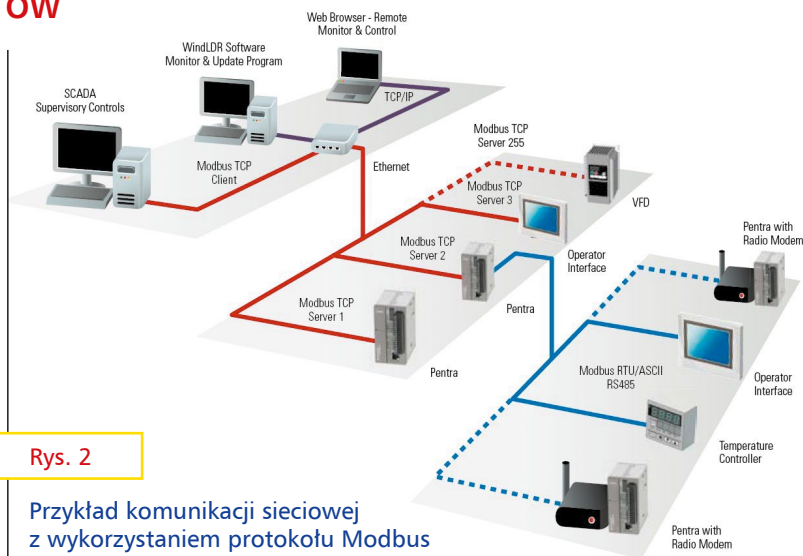 ÓW
Web Browser - Remote
Monitor & Control
WindLDR Software
Monitor & Update Program
SCADA
Supervisory Controls
TCP/IP
Modbus TCP
Client
Ethernet
Modbus TCP
Server 255
Modbus TCP
Server 3
VFD
Modbus TCP
Server 2
Operator
Interface
Pentra with
Radio Modem
Modbus TCP
Server 1
Pentra
Pentra
Modbus RTU/ASCII
RS485
Operator
Interface
Temperature
Controller
Pentra with
Radio Modem
Rys. 2
Przykład komunikacji sieciowej
z wykorzystaniem protokołu Modbus